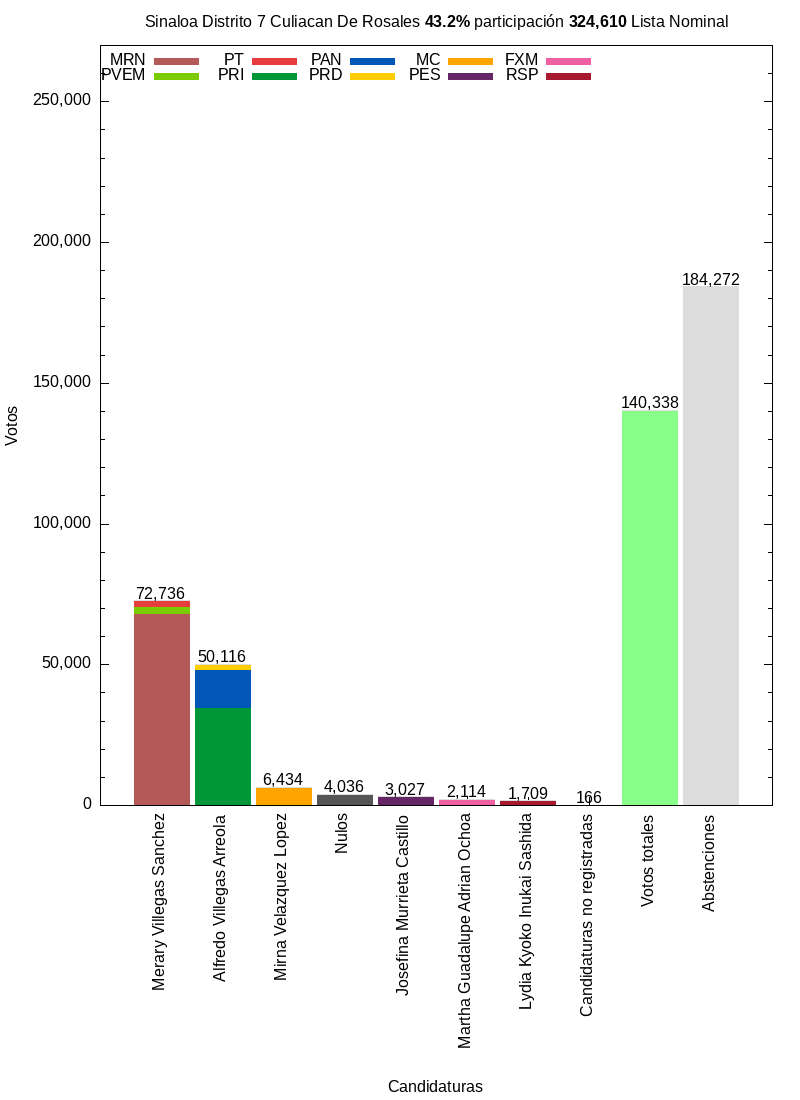 Sinaloa Distrito 7 Culiacan De Rosales 43.2% participación 324,610 Lista Nominal
MRN PT PAN MC FXM
PVEM PRI PRD PES RSP
250,000
200,000
150,000
100,000
50,000
0
Votos
184,272
140,338
72,736
50,116
6,434
4,036
3,027
2,114
1,709
166
Merary Villegas Sanchez
Alfredo Villegas Arreola
Mirna Velazquez Lopez
Nulos
Josefina Murrieta Castillo
Martha Guadalupe Adrian Ochoa
Lydia Kyoko Inukai Sashida
Candidaturas no registradas
Votos totales
Abstenciones
Candidaturas